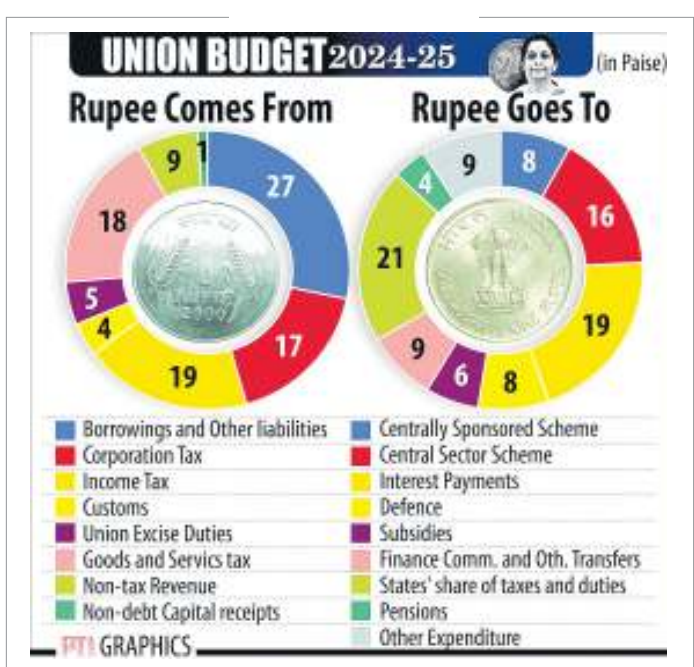 UNION BUDGET 2024-25
(in Paise)
Rupee Comes From
27
17
19
4
5
18
9
1
Borrowings and Other liabilities
Corporation Tax
Income Tax
Customs
Union Excise Duties
Goods and Servics tax
Non-tax Revenue
Non-debt Capital receipts
Rupee Goes To
8
16
19
8
6
9
21
4
9
Centrally Sponsored Scheme
Central Sector Scheme
Interest Payments
Defence
Subsidies
Finance Comm. and Oth. Transfers
States' share of taxes and duties
Pensions
Other Expenditure
PTI GRAPHICS